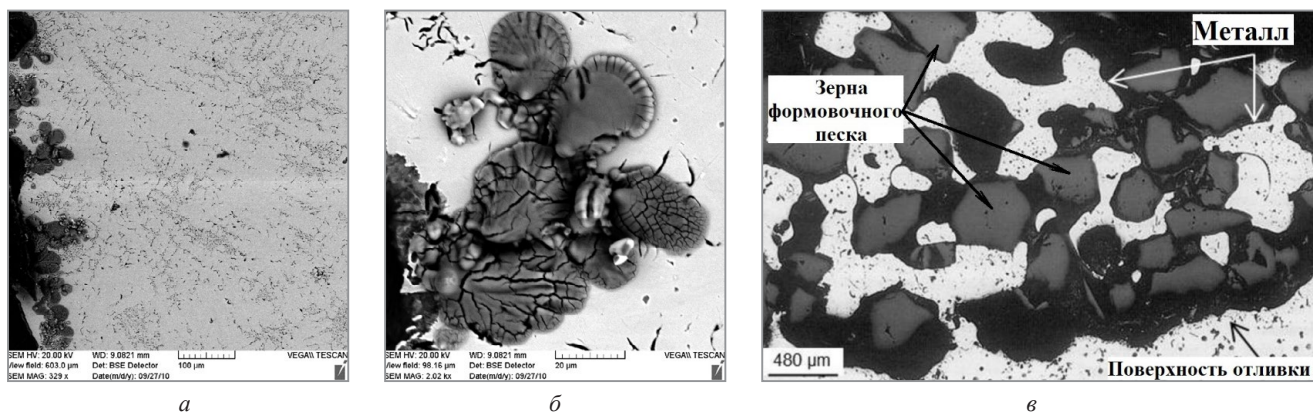 SEM HV: 20.00 kV WD: 9.0821 mm VEGA\\ TESCAN
View field: 603.0 µm Det: BSE Detector 100 µm
SEM MAG: 329 x Date(m/d/y): 09/27/10
а
SEM HV: 20.00 kV WD: 9.0821 mm VEGA\\ TESCAN
View field: 98.16 µm Det: BSE Detector 20 µm
SEM MAG: 2.02 kx Date(m/d/y): 09/27/10
б
Металл
Зерна
формовочного
песка
480 µm
Поверхность отливки
в